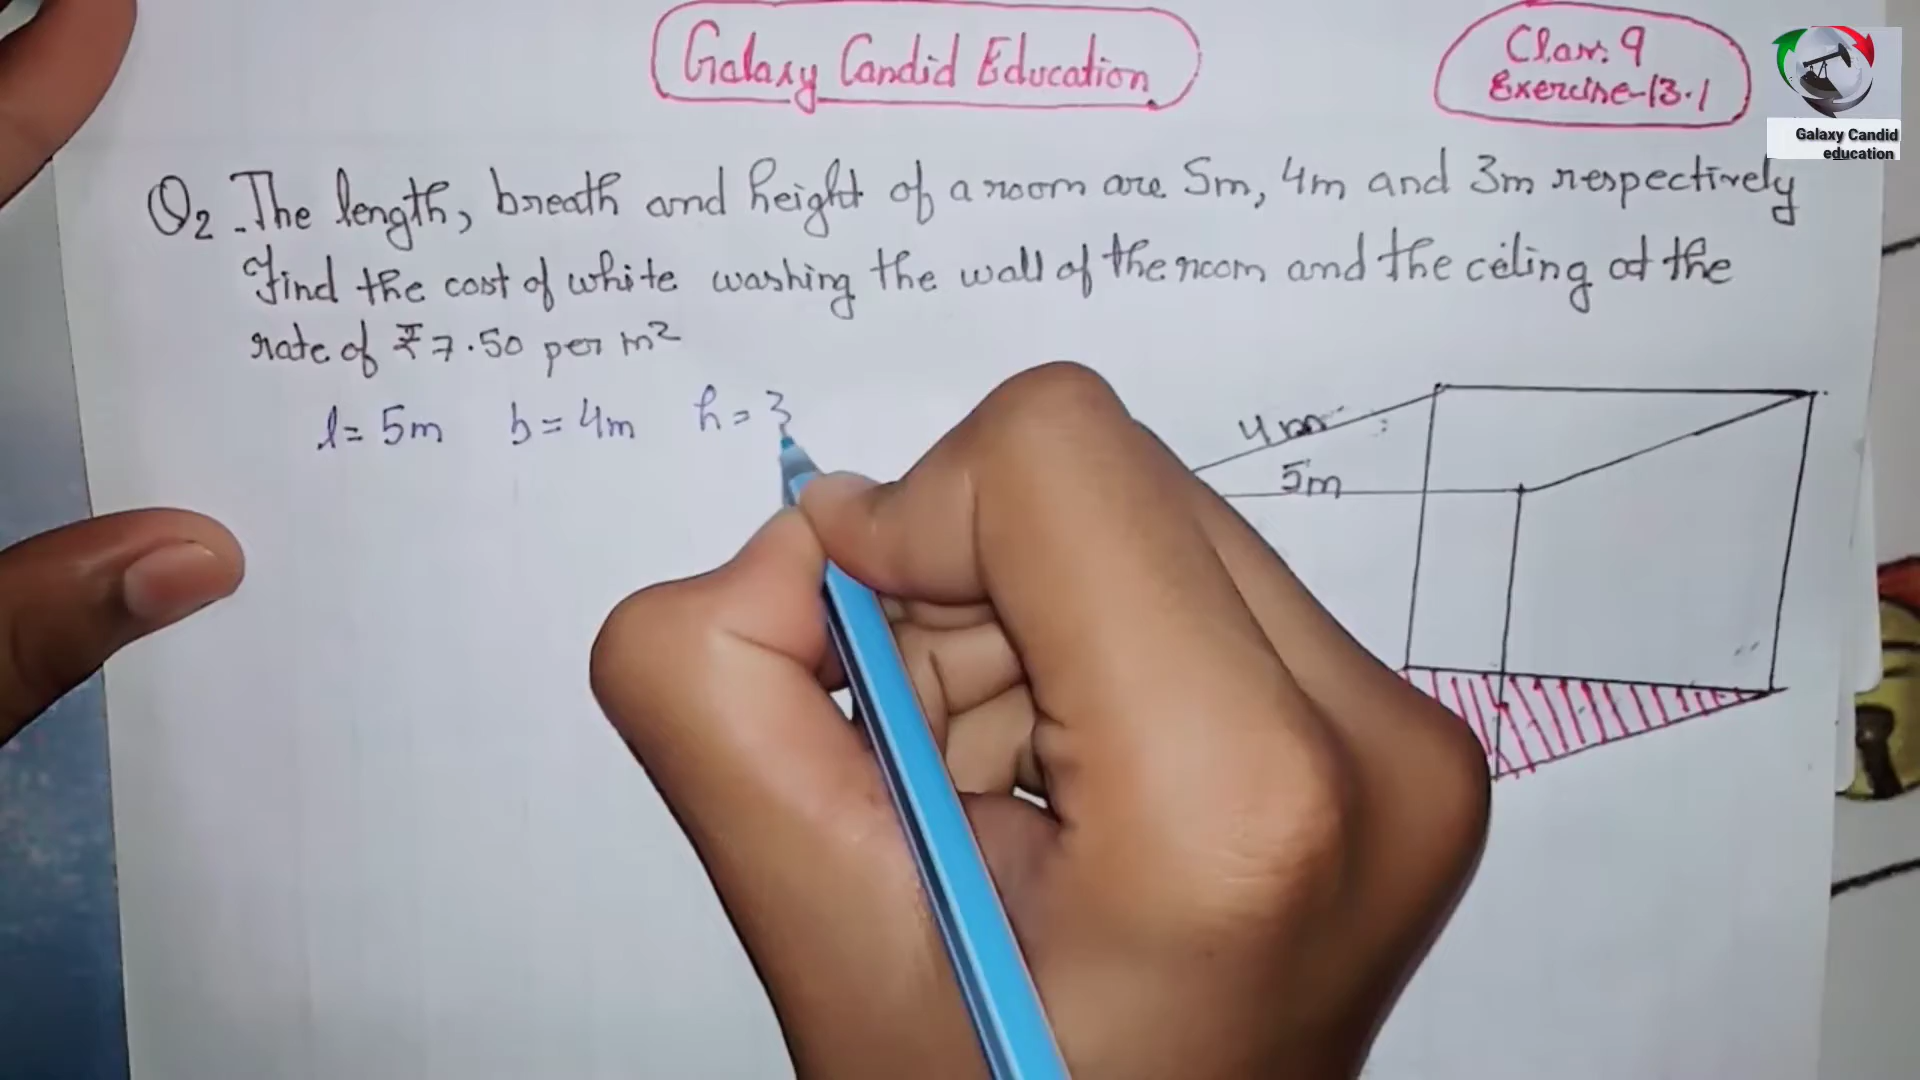 Galaxy Candid Education
Class. 9
Exercise-13.1
Galaxy Candid
education
Q2. The length, breath and height of a room are 5m, 4m and 3m respectively
Find the cost of white washing the wall of the room and the ceiling at the
rate of ₹7.50 per m²
l= 5m b= 4m h= 3
4m
5m